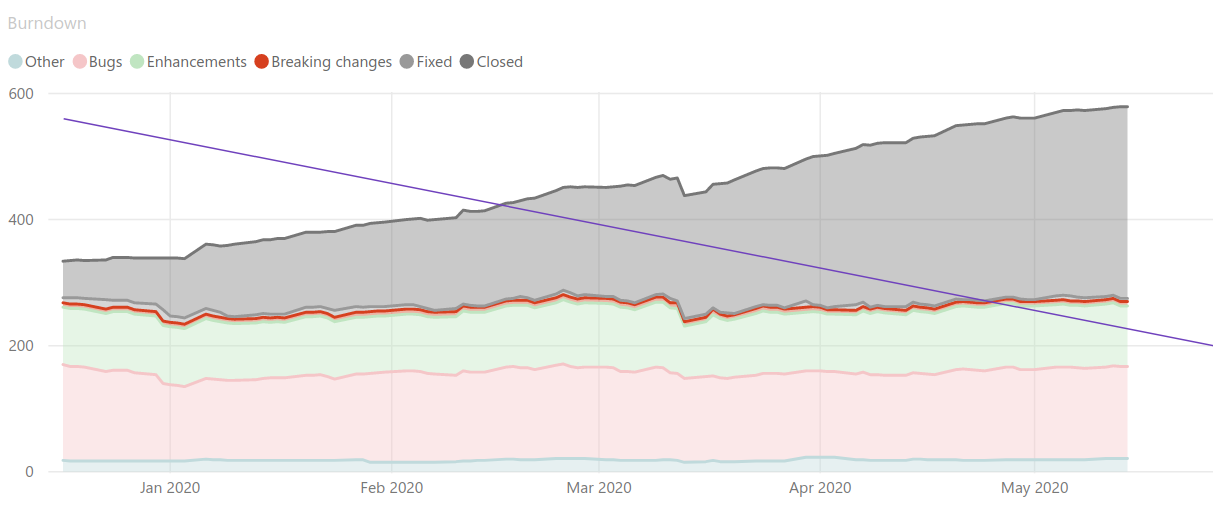 Burndown
Other Bugs Enhancements Breaking changes Fixed Closed
600
400
200
0
Jan 2020 Feb 2020 Mar 2020 Apr 2020 May 2020